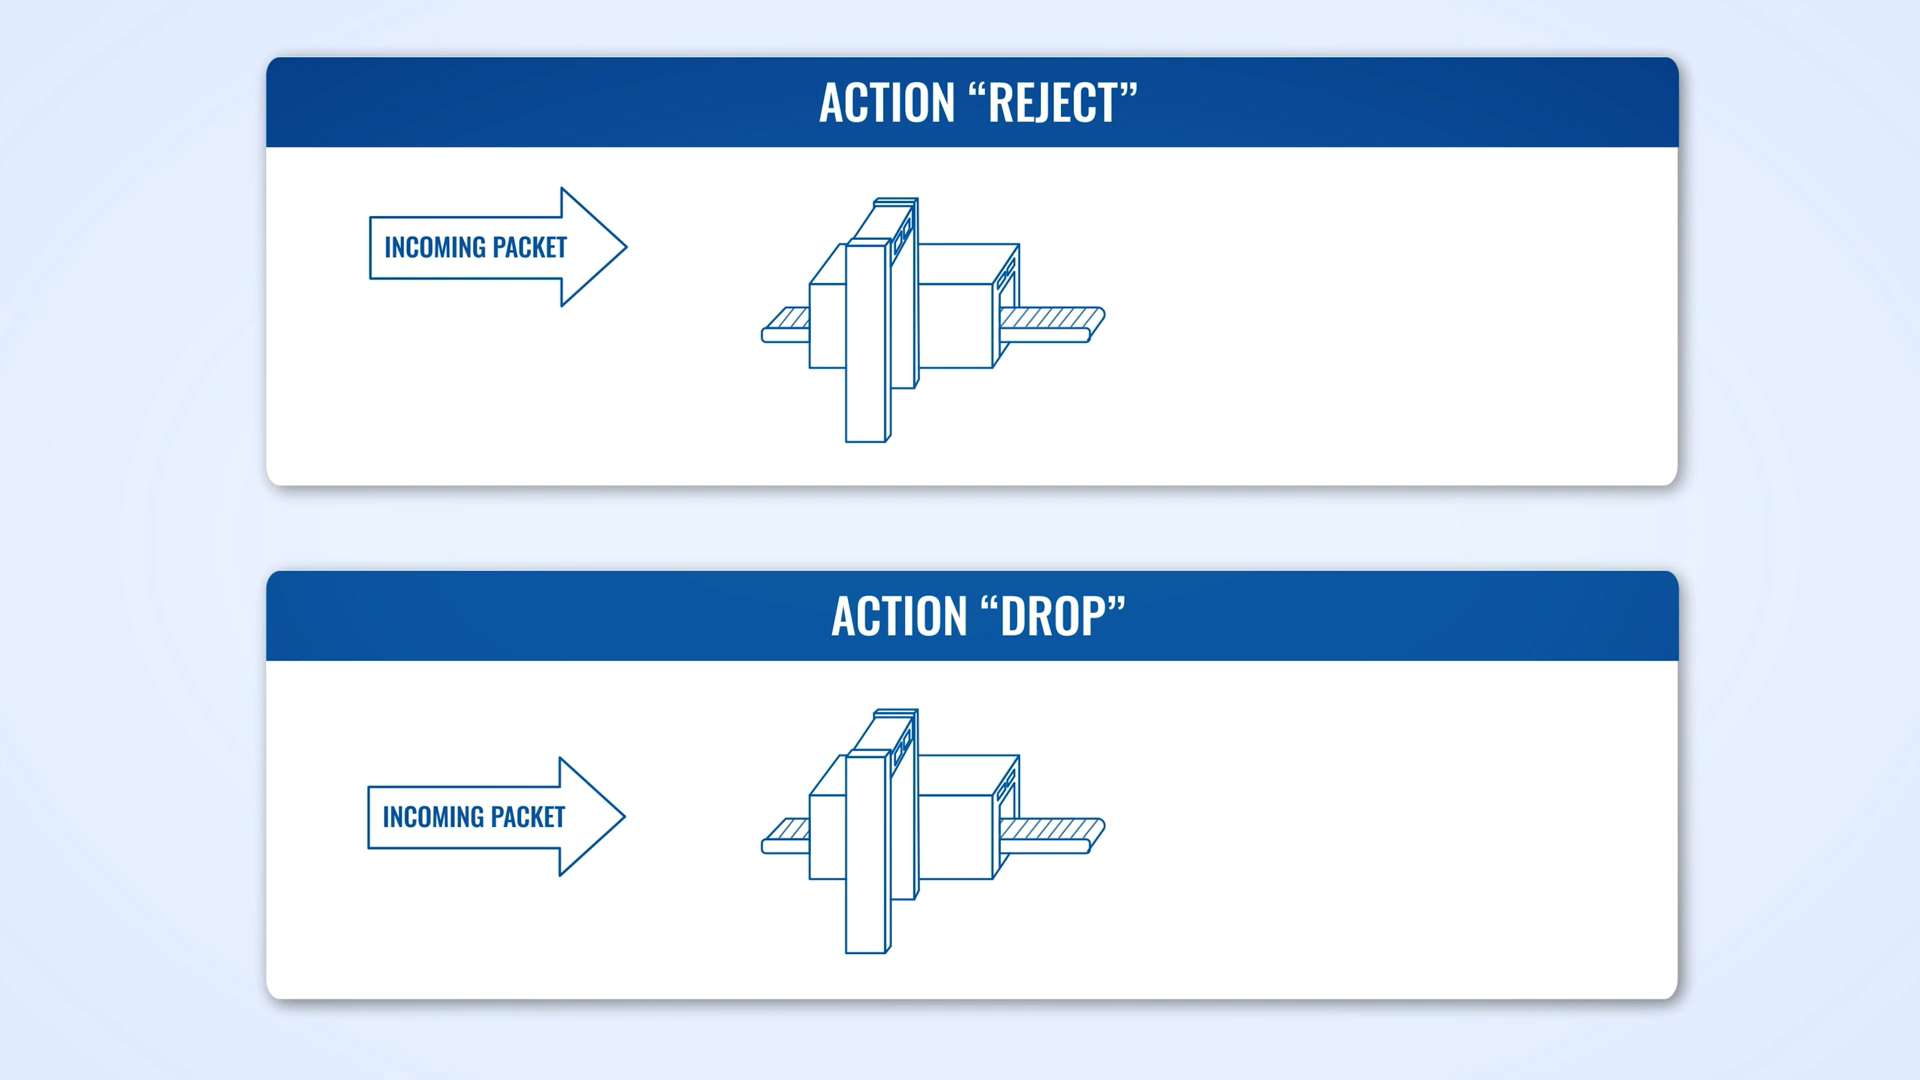 ACTION “REJECT”
INCOMING PACKET
ACTION “DROP”
INCOMING PACKET